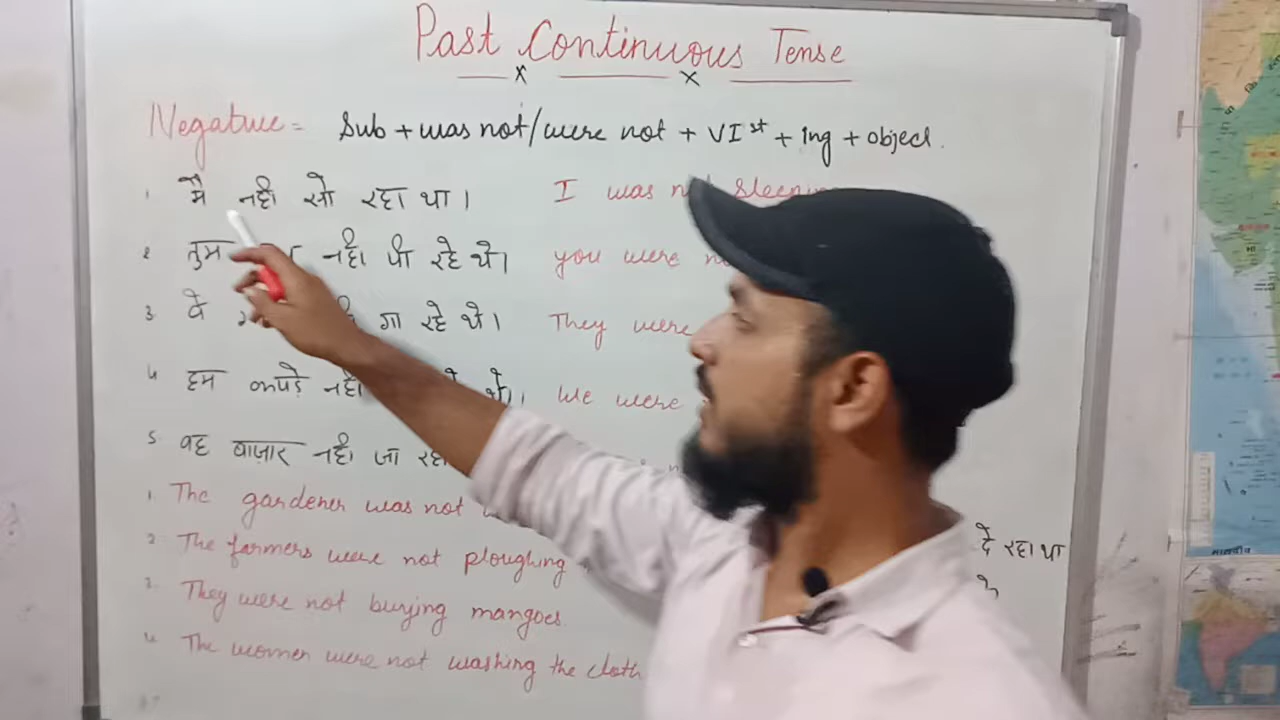 Past Continuous Tense
Negative = Sub + was not/were not + VIst + ing + object.
1 मै नही सो रहा था। I was not sleeping
2 तुम नही पी रहे थे। you were
3 वे गा रहे थे। They were
4 हम कपड़े नही थे। We were
5 वह बाज़ार नही जा रहा
1. The gardener was not
2. The farmers were not ploughing
3. They were not buying mangoes.
4 The women were not washing the cloth
दे रहा था
मालदीव